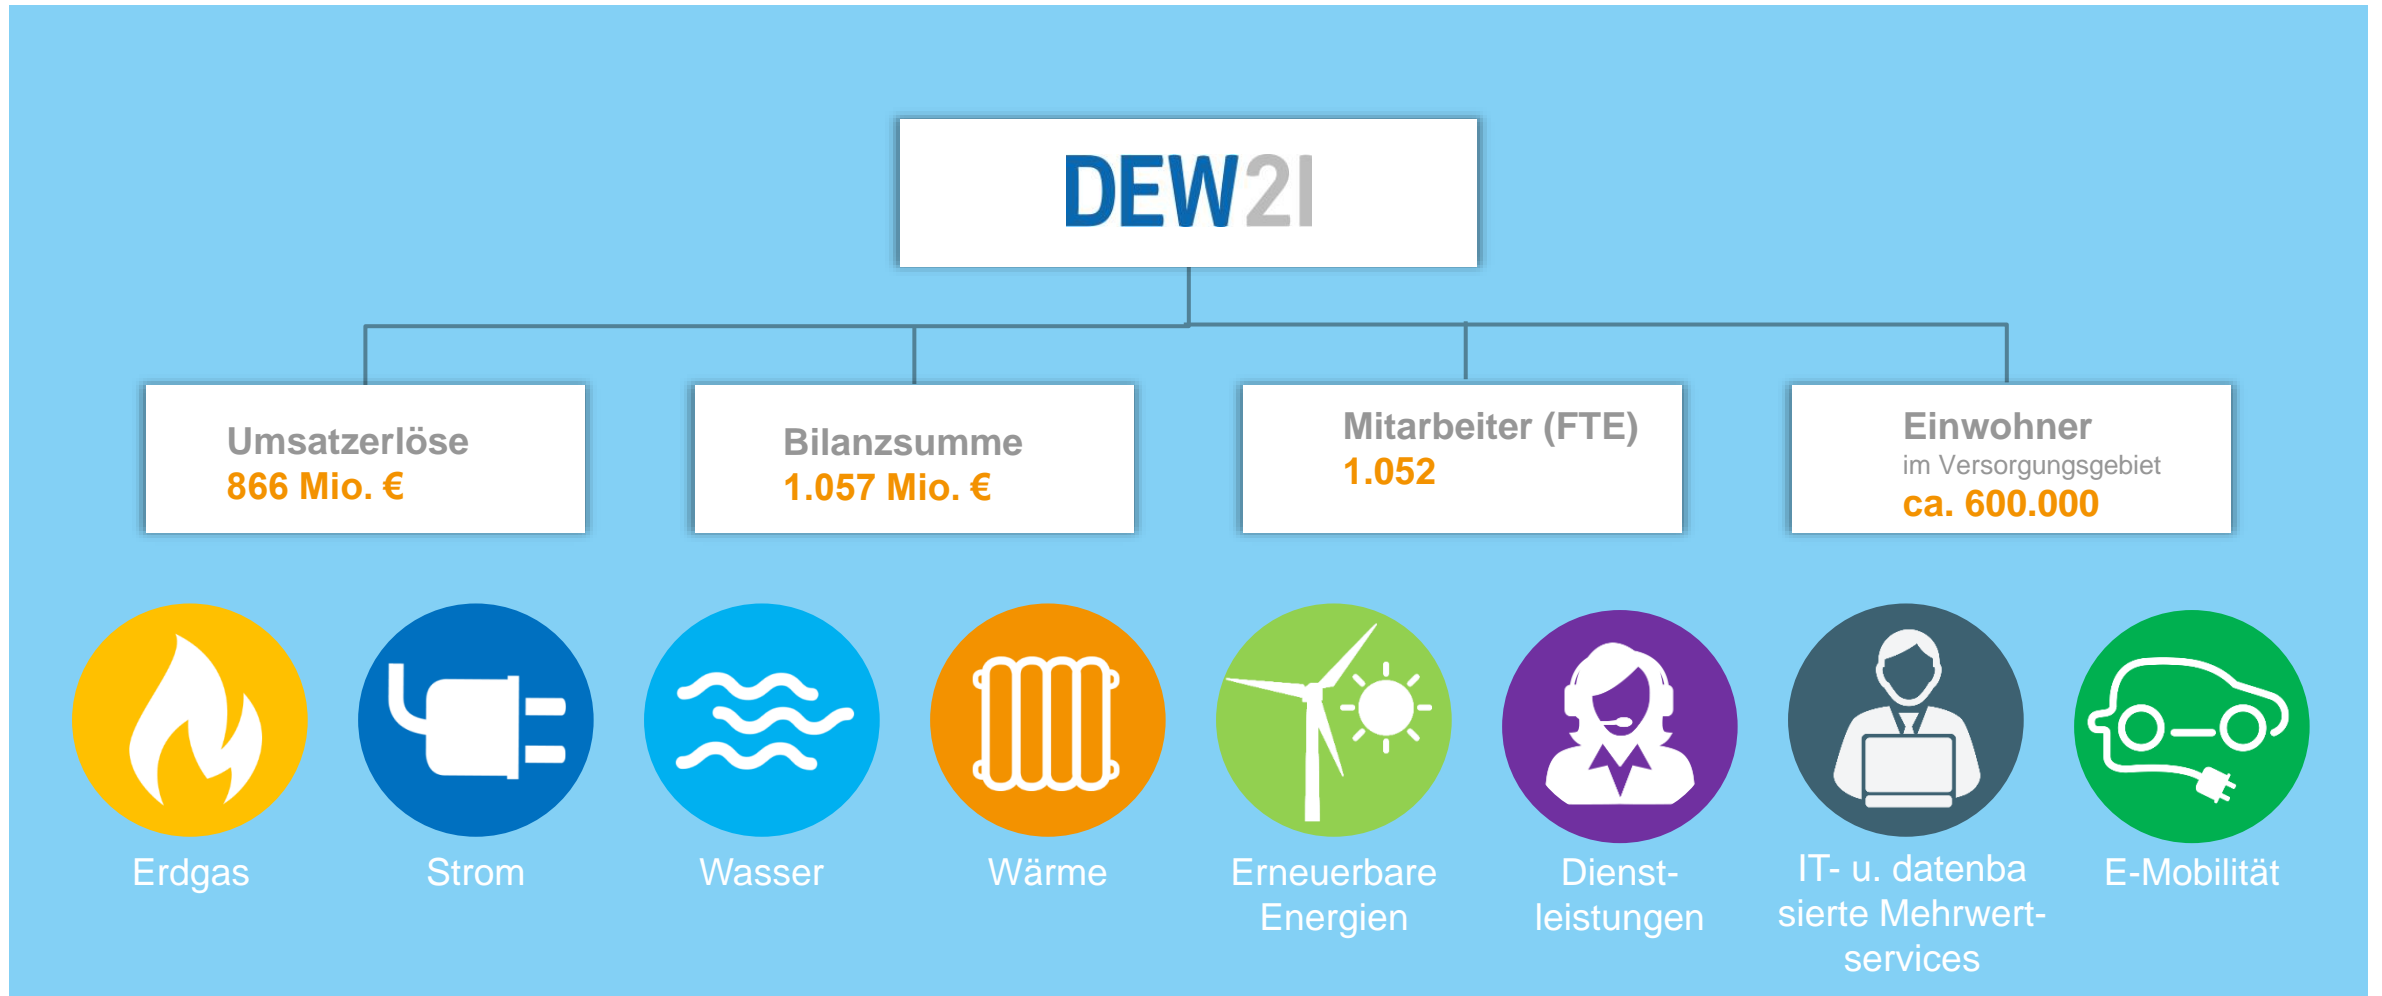 DEW21
Umsatzerlöse
866 Mio. €
Bilanzsumme
1.057 Mio. €
Mitarbeiter (FTE)
1.052
Einwohner
im Versorgungsgebiet
ca. 600.000
Erdgas
Strom
Wasser
Wärme
Erneuerbare
Energien
Dienst-
leistungen
IT- u. datenba
sierte Mehrwert-
services
E-Mobilität